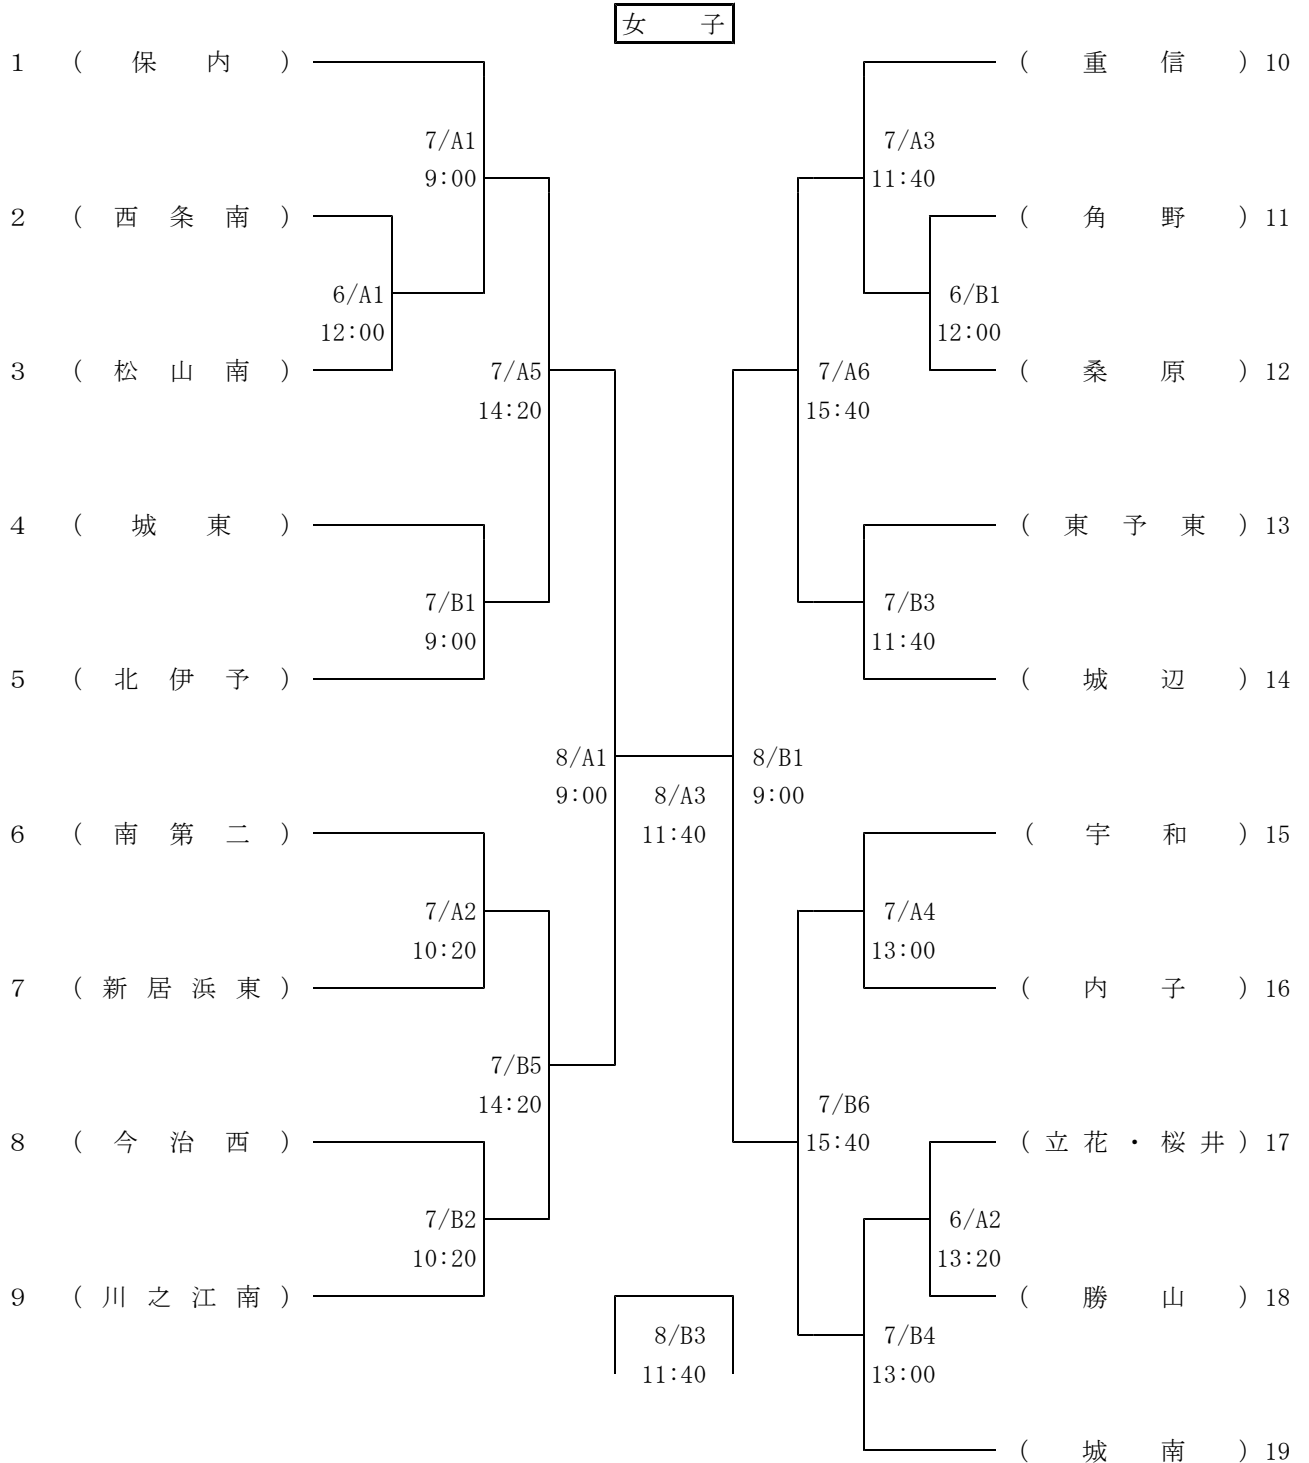 女 子
1 ( 保 内 ) ( 重 信 ) 10
7/A1 7/A3
9:00 11:40
2 ( 西 条 南 ) ( 角 野 ) 11
6/A1 6/B1
12:00 12:00
3 ( 松 山 南 ) 7/A5 7/A6 ( 桑 原 ) 12
14:20 15:40
4 ( 城 東 ) ( 東 予 東 ) 13
7/B1 7/B3
9:00 11:40
5 ( 北 伊 予 ) ( 城 辺 ) 14
8/A1 8/B1
9:00 8/A3 9:00
6 ( 南 第 二 ) 11:40 ( 宇 和 ) 15
7/A2 7/A4
10:20 13:00
7 ( 新 居 浜 東 ) ( 内 子 ) 16
7/B5
14:20 7/B6
8 ( 今 治 西 ) 15:40 ( 立 花 ・ 桜 井 ) 17
7/B2 6/A2
10:20 13:20
9 ( 川 之 江 南 ) ( 勝 山 ) 18
8/B3 7/B4
11:40 13:00
( 城 南 ) 19